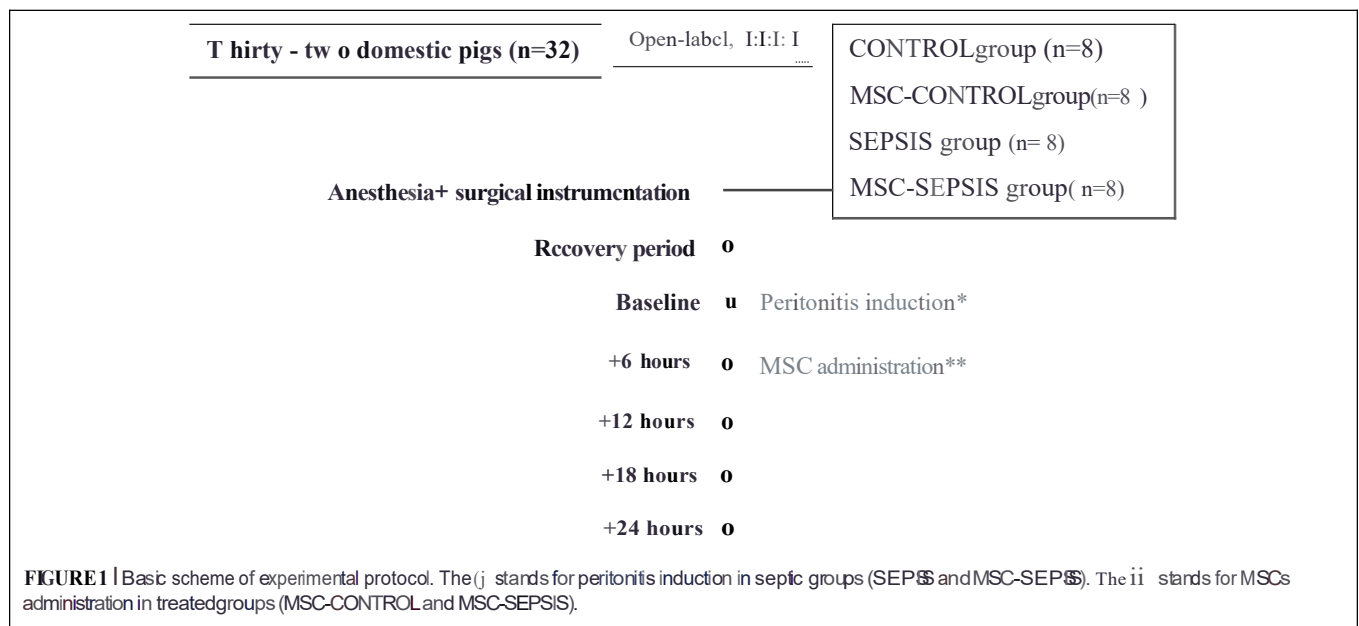 T hirty - tw o domestic pigs (n=32)
Open-labcl, I:I:I: I
CONTROLgroup (n=8)
MSC-CONTROLgroup(n=8 )
SEPSIS group (n= 8)
MSC-SEPSIS group( n=8)
Anesthesia+ surgical instrumcntation
Rccovery period o
Baseline u Peritonitis induction*
+6 hours o MSC administration**
+12 hours o
+18 hours o
+24 hours o
FIGURE1 | Basic scheme of experimental protocol. The (j stands for peritonitis induction in septic groups (SEPSIS and MSC-SEPSIS). The ii stands for MSCs
administration in treatedgroups (MSC-CONTROL and MSC-SEPSIS).